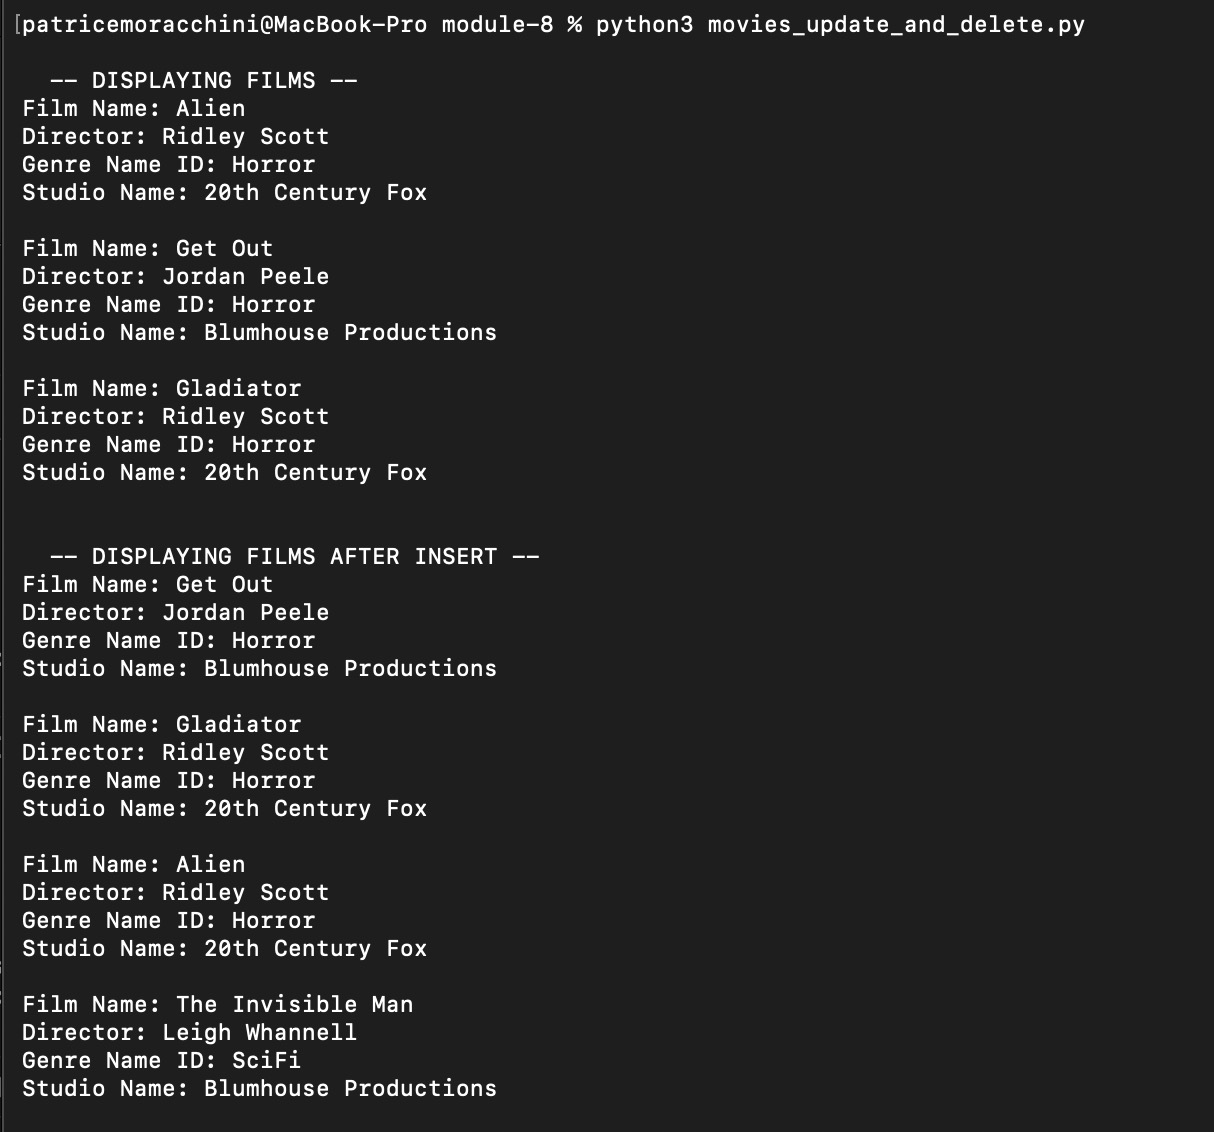 [patricemoracchini@MacBook-Pro module-8 % python3 movies_update_and_delete.py
-- DISPLAYING FILMS --
Film Name: Alien
Director: Ridley Scott
Genre Name ID: Horror
Studio Name: 20th Century Fox
Film Name: Get Out
Director: Jordan Peele
Genre Name ID: Horror
Studio Name: Blumhouse Productions
Film Name: Gladiator
Director: Ridley Scott
Genre Name ID: Horror
Studio Name: 20th Century Fox
-- DISPLAYING FILMS AFTER INSERT --
Film Name: Get Out
Director: Jordan Peele
Genre Name ID: Horror
Studio Name: Blumhouse Productions
Film Name: Gladiator
Director: Ridley Scott
Genre Name ID: Horror
Studio Name: 20th Century Fox
Film Name: Alien
Director: Ridley Scott
Genre Name ID: Horror
Studio Name: 20th Century Fox
Film Name: The Invisible Man
Director: Leigh Whannell
Genre Name ID: SciFi
Studio Name: Blumhouse Productions